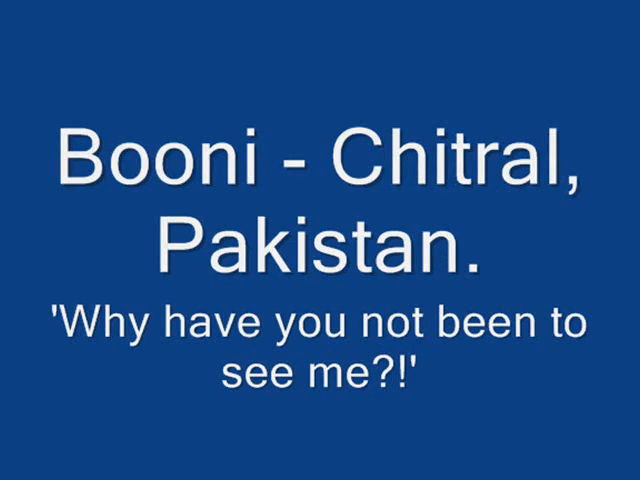 Booni - Chitral,
Pakistan.
'Why have you not been to
see me?!'